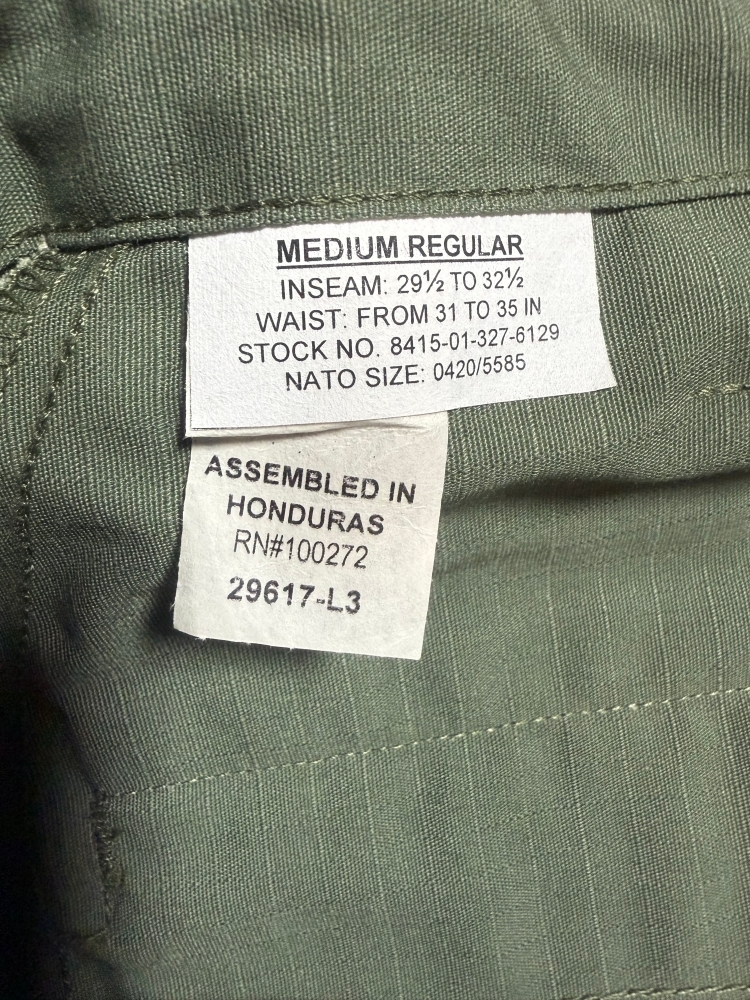 MEDIUM REGULAR
INSEAM: 29½ TO 32½
WAIST: FROM 31 TO 35 IN
STOCK NO. 8415-01-327-6129
NATO SIZE: 0420/5585
ASSEMBLED IN
HONDURAS
RN#100272
29617-L3